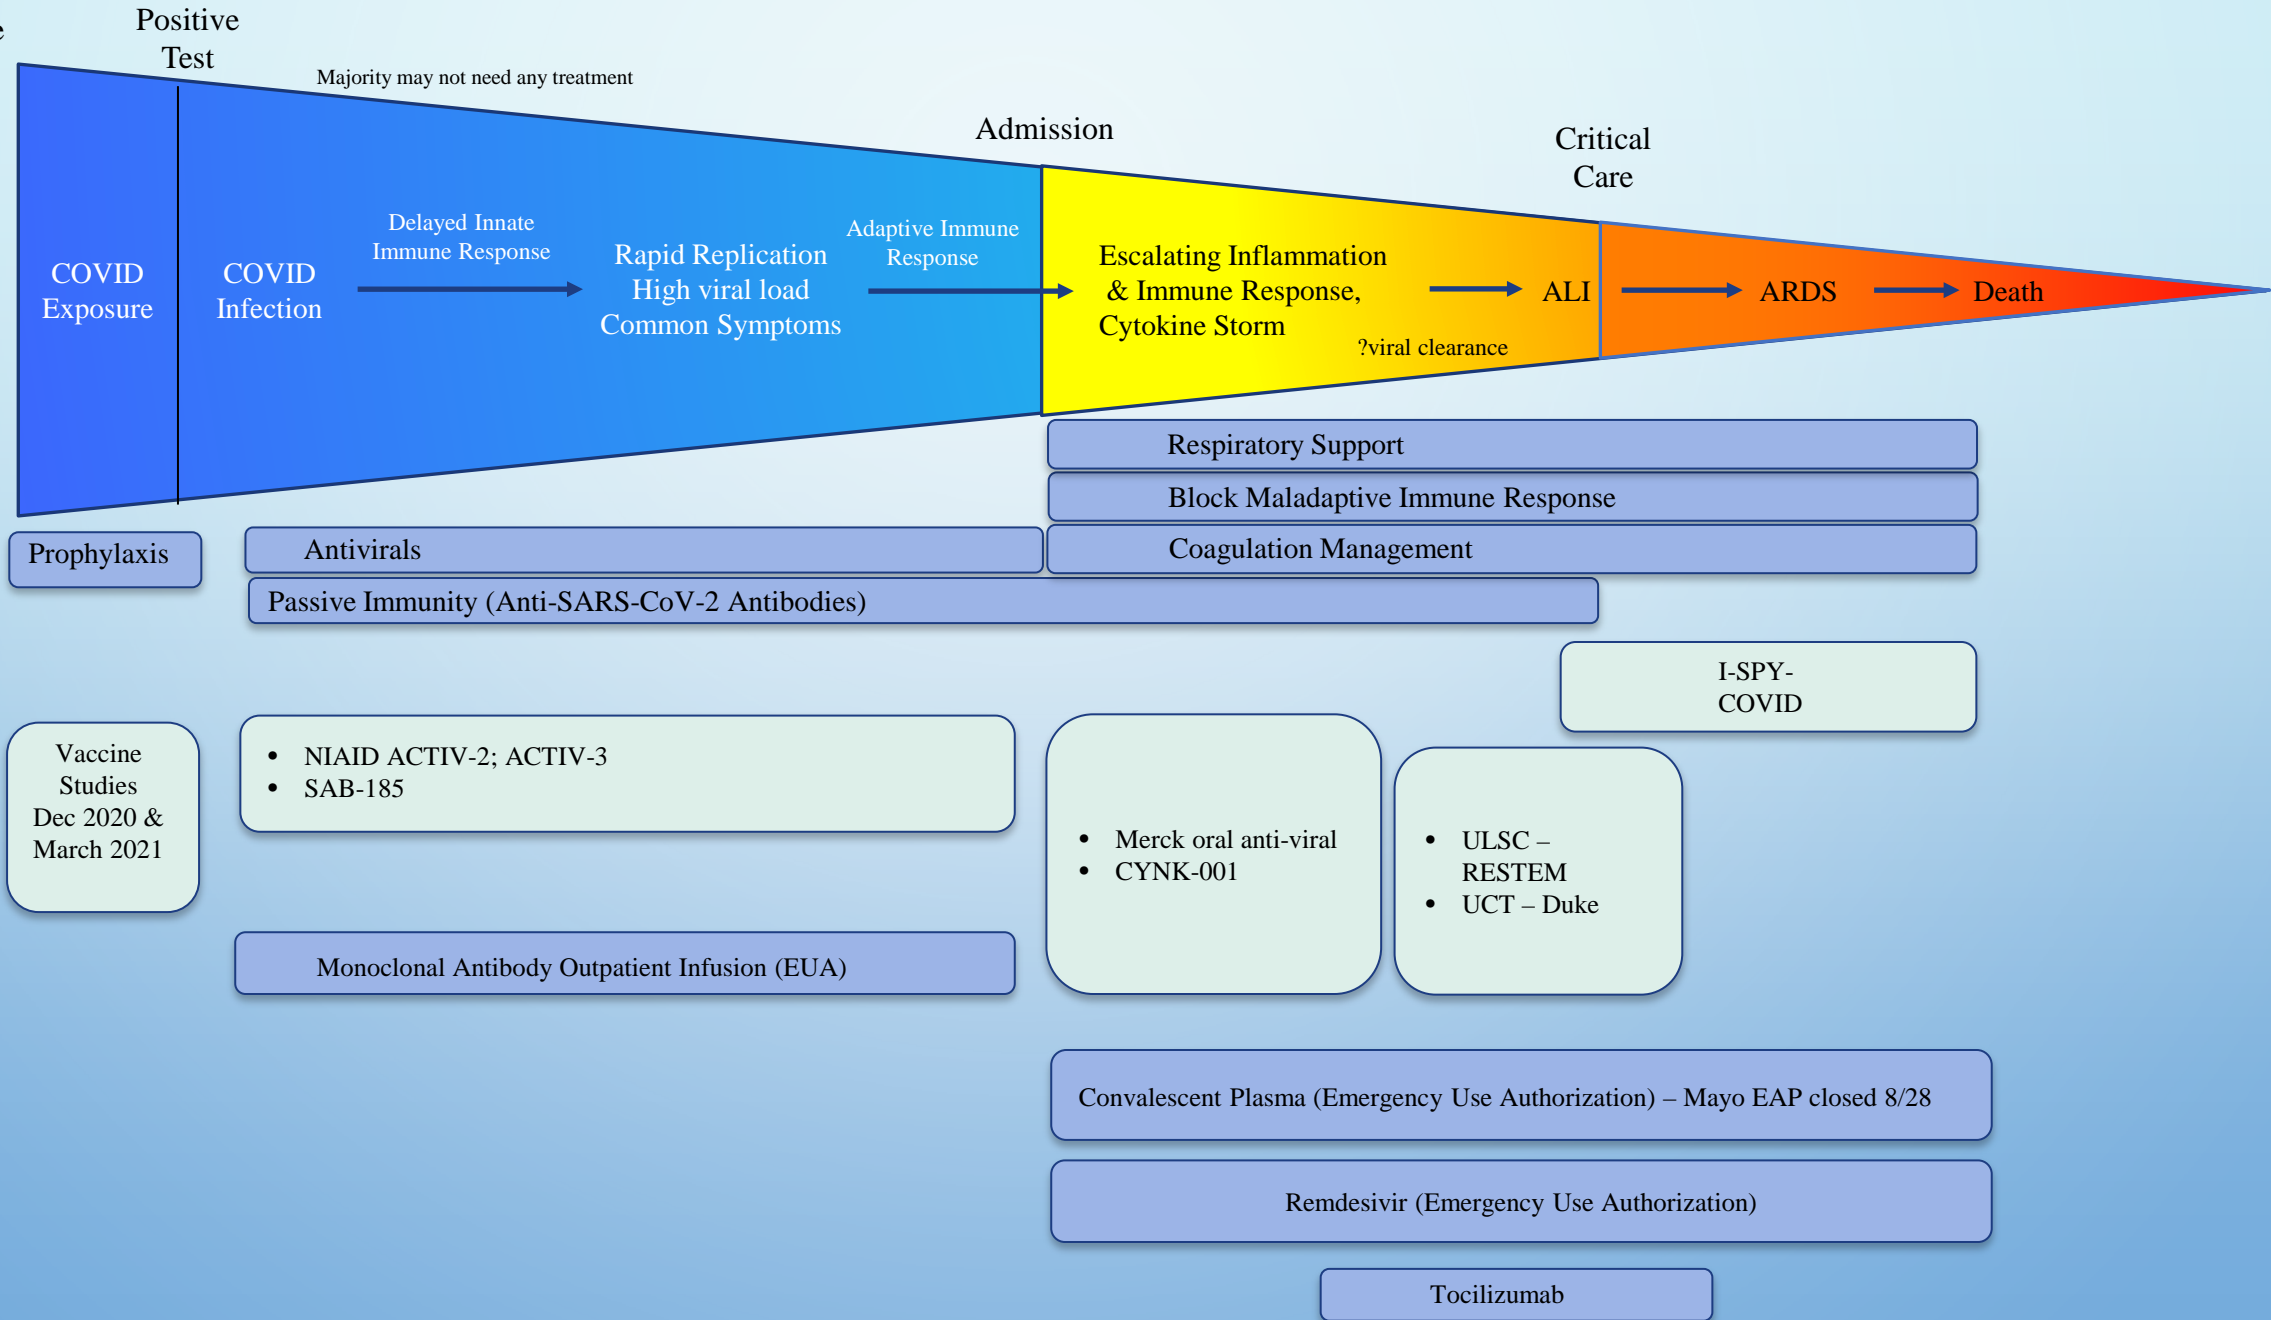 Positive
Test
Majority may not need any treatment
Admission
Critical
Care
COVID
Exposure
COVID
Infection
Delayed Innate
Immune Response
Rapid Replication
High viral load
Common Symptoms
Adaptive Immune
Response
Escalating Inflammation
& Immune Response,
Cytokine Storm
?viral clearance
ALI
ARDS
Death
Respiratory Support
Block Maladaptive Immune Response
Coagulation Management
Prophylaxis
Antivirals
Passive Immunity (Anti-SARS-CoV-2 Antibodies)
I-SPY-
COVID
Vaccine
Studies
Dec 2020 &
March 2021
• NIAID ACTIV-2; ACTIV-3
• SAB-185
• Merck oral anti-viral
• CYNK-001
• ULSC –
RESTEM
• UCT – Duke
Monoclonal Antibody Outpatient Infusion (EUA)
Convalescent Plasma (Emergency Use Authorization) – Mayo EAP closed 8/28
Remdesivir (Emergency Use Authorization)
Tocilizumab